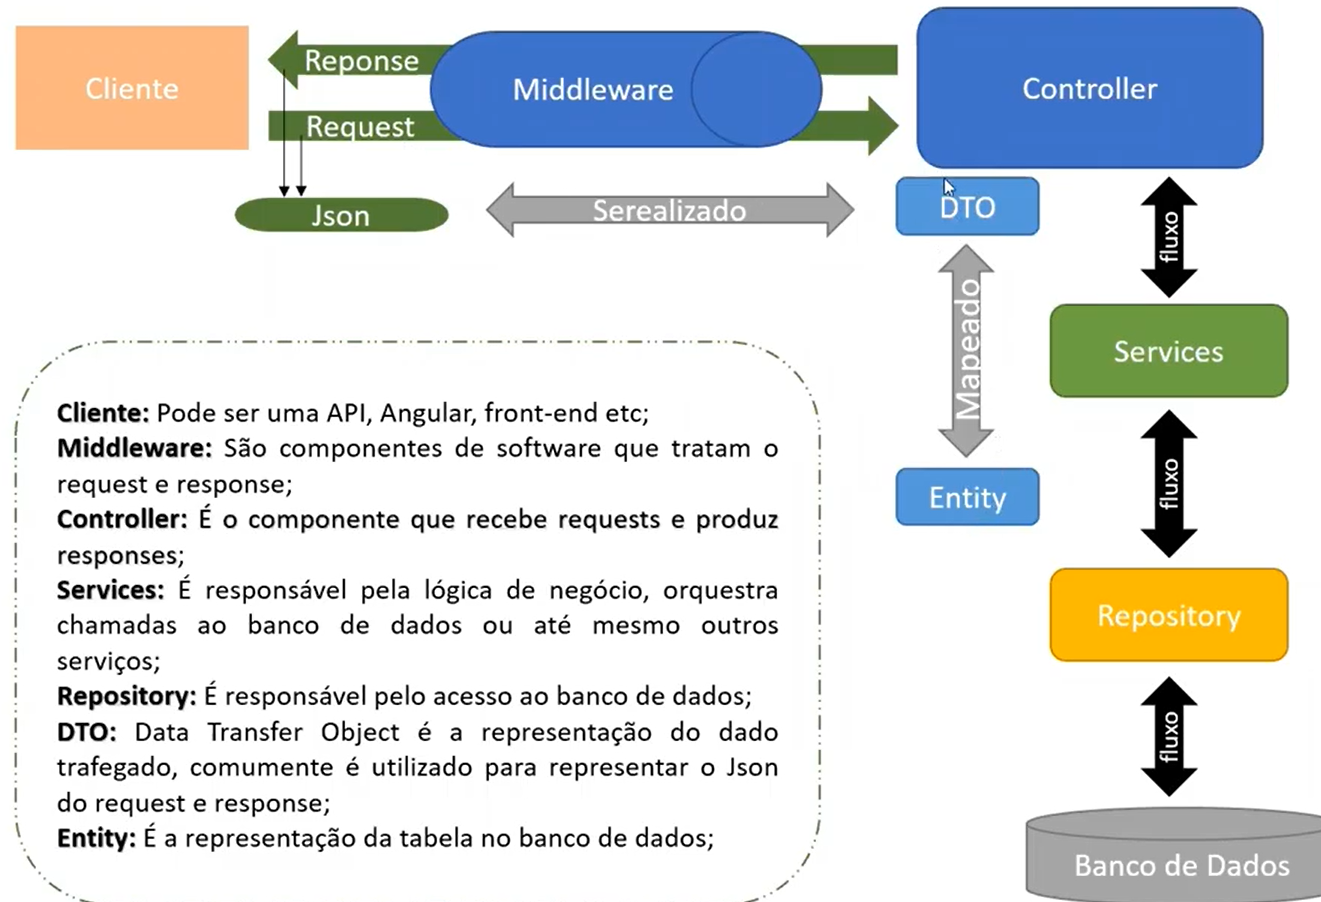 Cliente
Reponse
Middleware
Controller
Request
Json
Serealizado
DTO
fluxo
Mapeado
Services
Entity
fluxo
Repository
fluxo
Banco de Dados
Cliente: Pode ser uma API, Angular, front-end etc;
Middleware: São componentes de software que tratam o
request e response;
Controller: É o componente que recebe requests e produz
responses;
Services: É responsável pela lógica de negócio, orquestra
chamadas ao banco de dados ou até mesmo outros
serviços;
Repository: É responsável pelo acesso ao banco de dados;
DTO: Data Transfer Object é a representação do dado
trafegado, comumente é utilizado para representar o Json
do request e response;
Entity: É a representação da tabela no banco de dados;